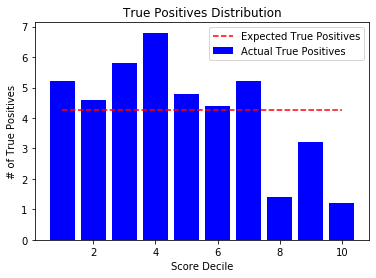 True Positives Distribution
Expected True Positives
Actual True Positives
7
6
5
4
3
2
1
0
# of True Positives
2 4 6 8 10
Score Decile